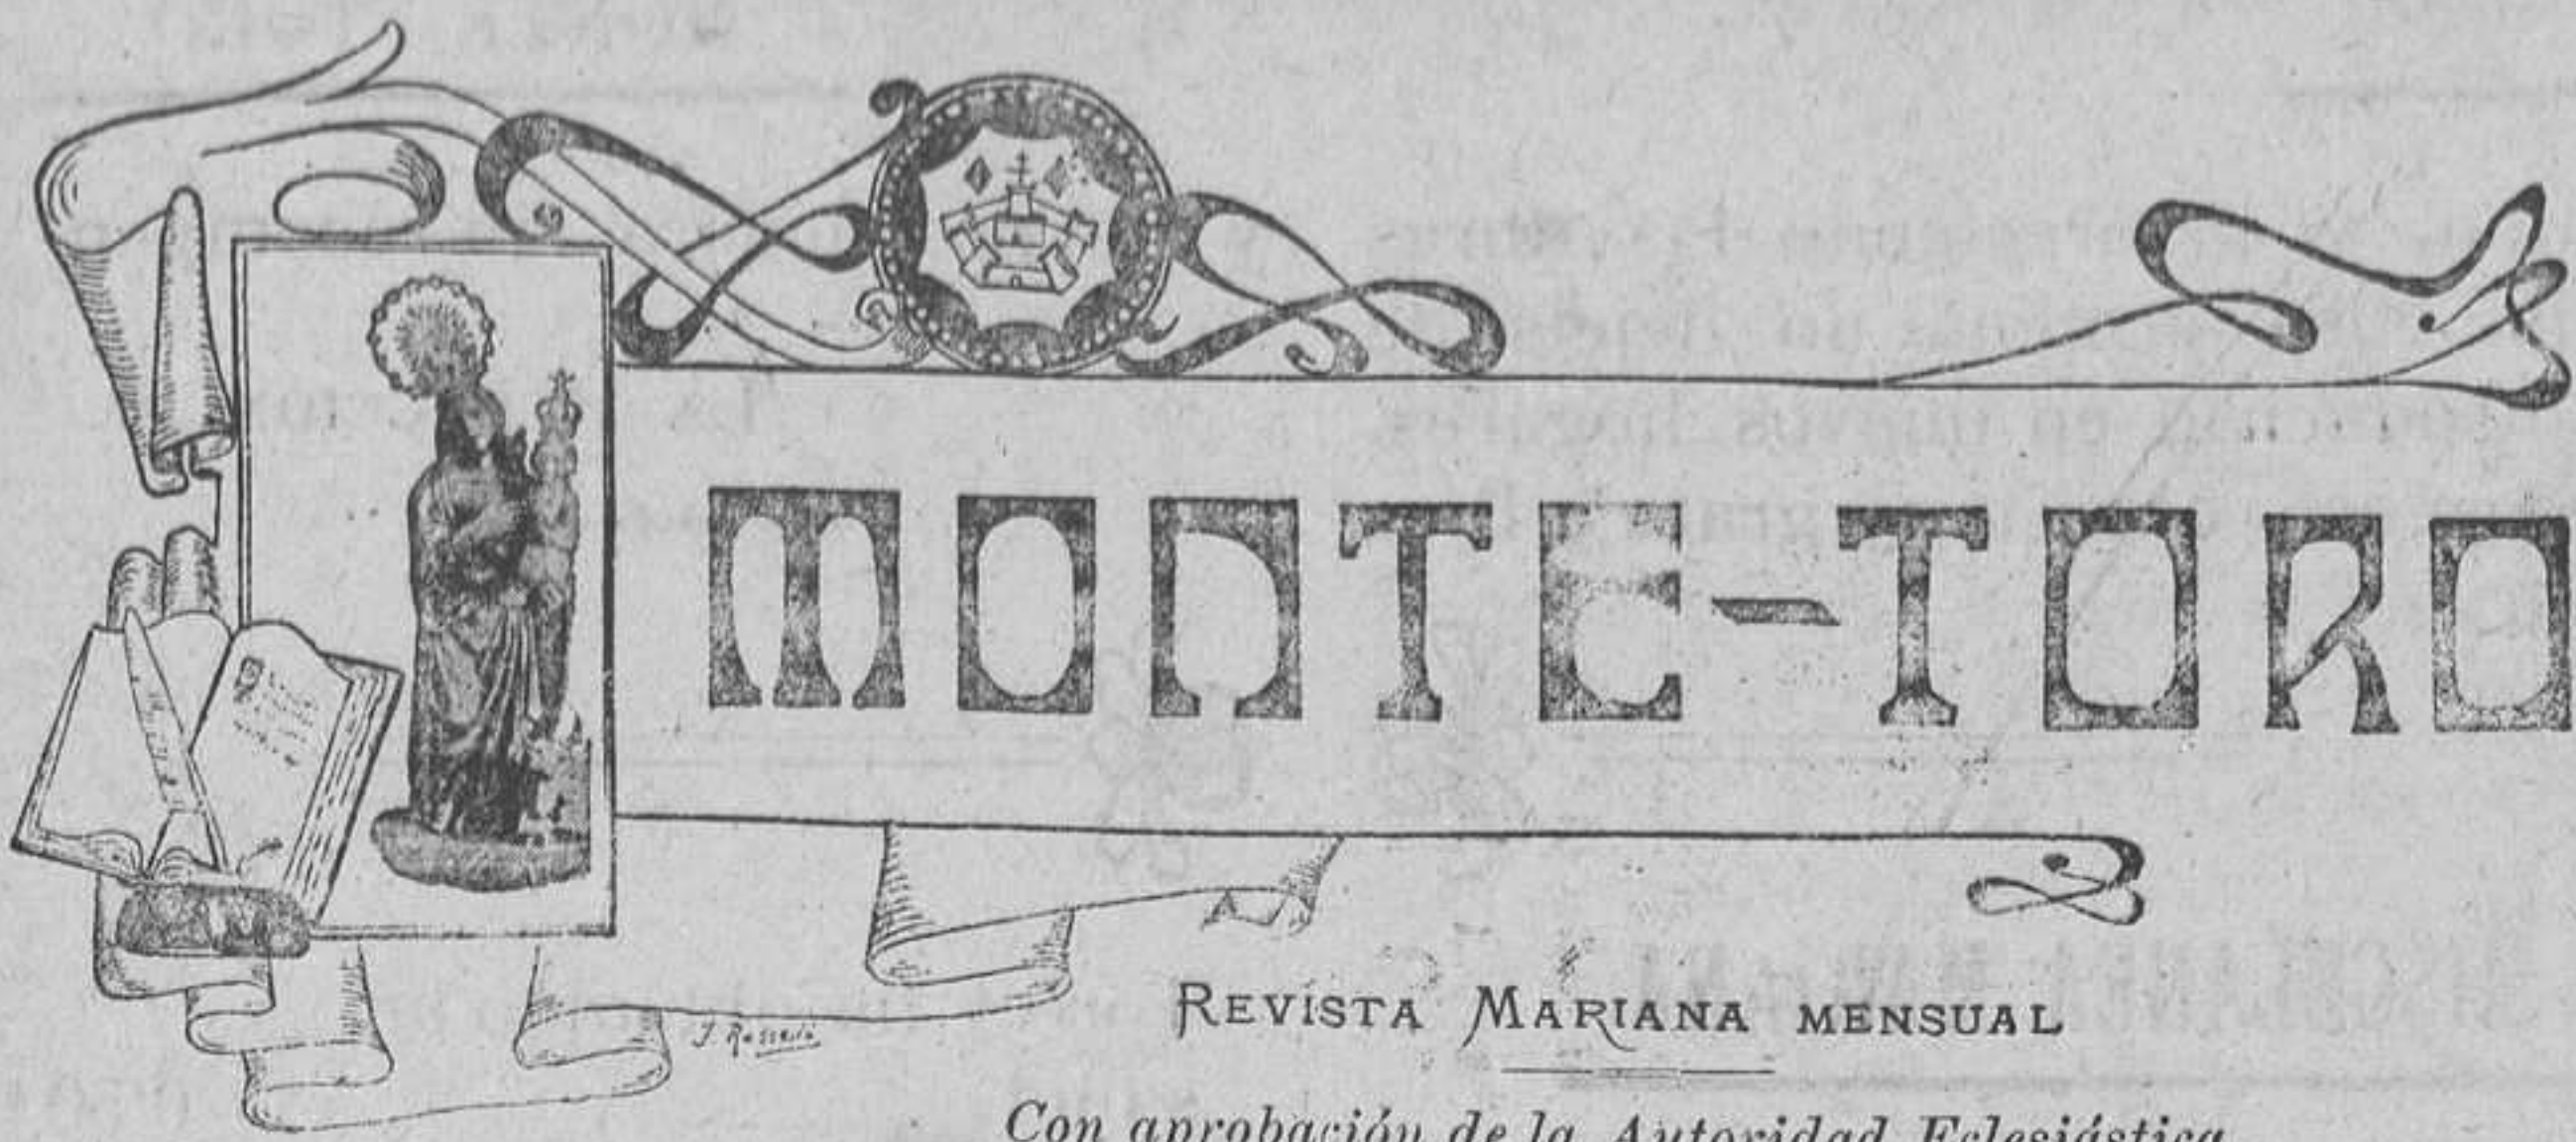 MONTE-TORO
REVISTA MARIANA MENSUAL
Con aprobación de la Autoridad Eclesiástica